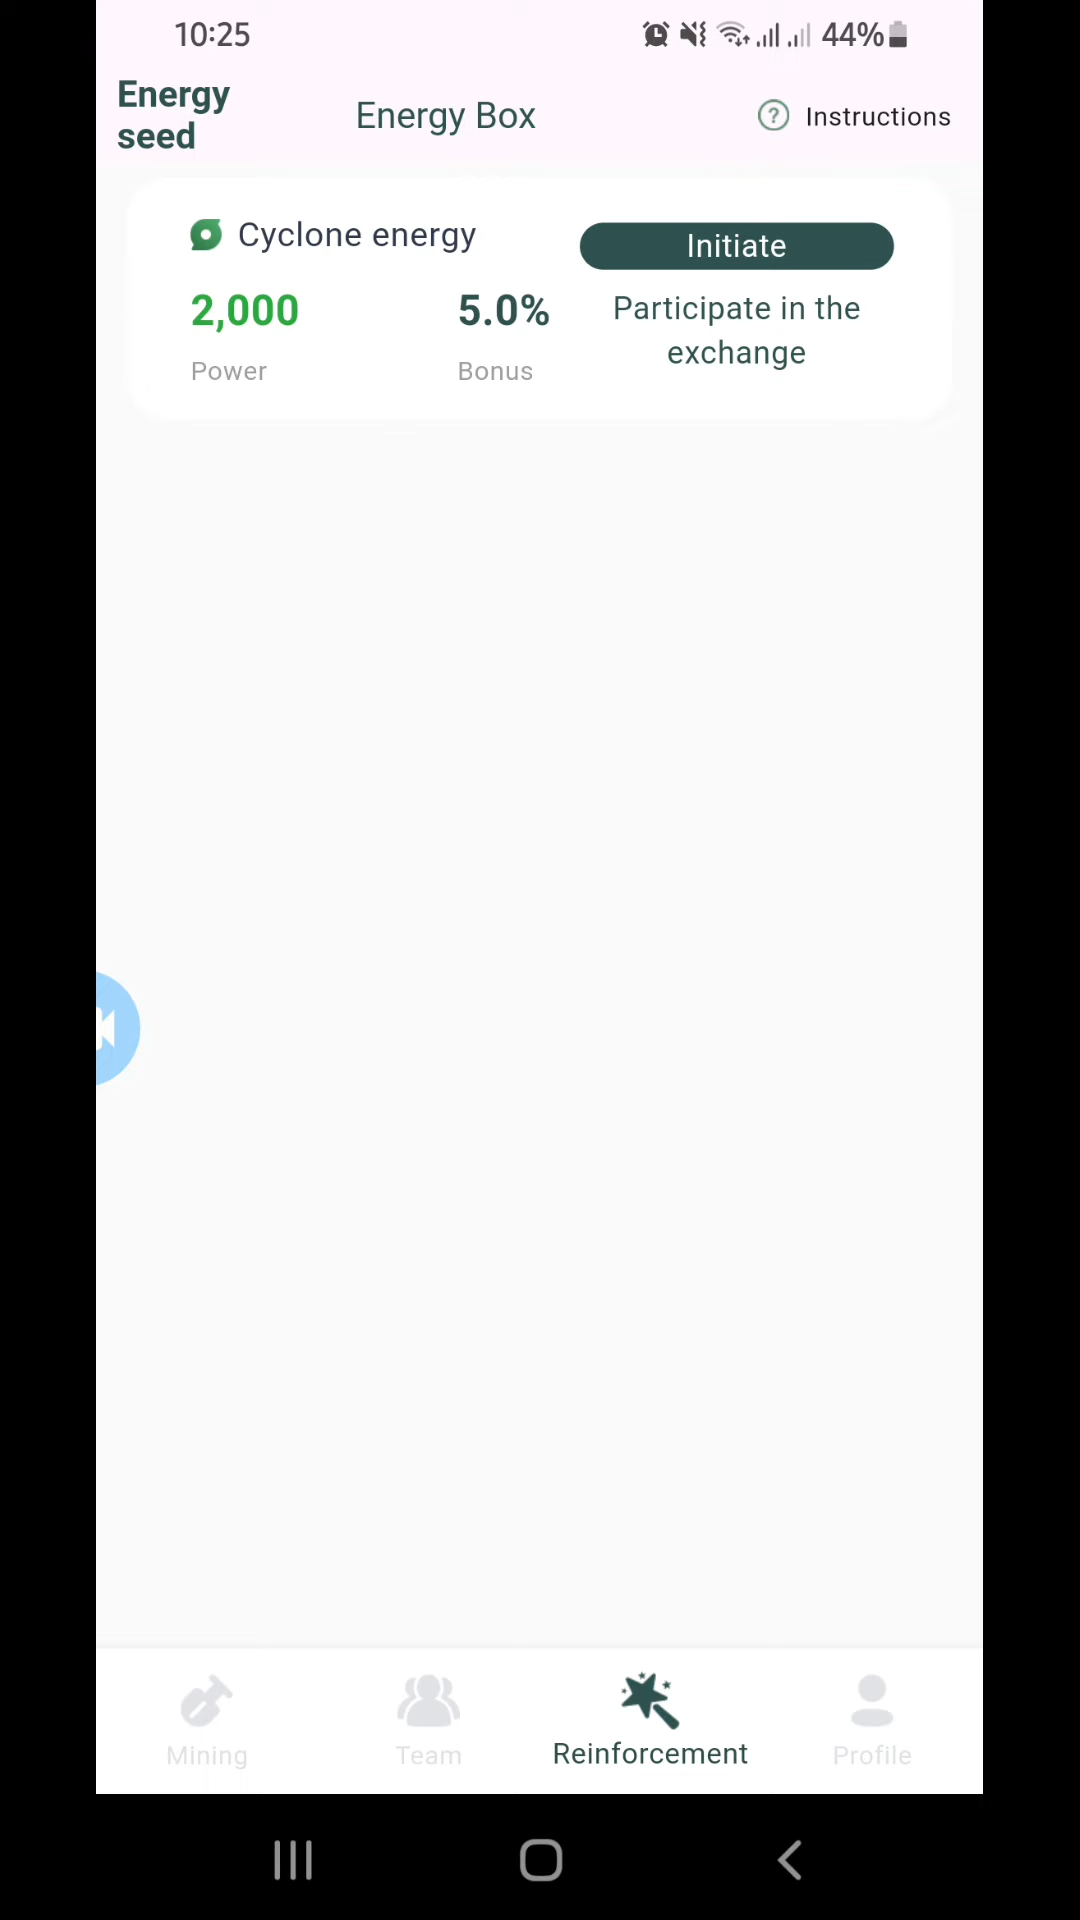 10:25
44%
Energy
seed
Energy Box
? Instructions
Cyclone energy
Initiate
2,000
5.0%
Participate in the
exchange
Power
Bonus
Mining
Team
Reinforcement
Profile